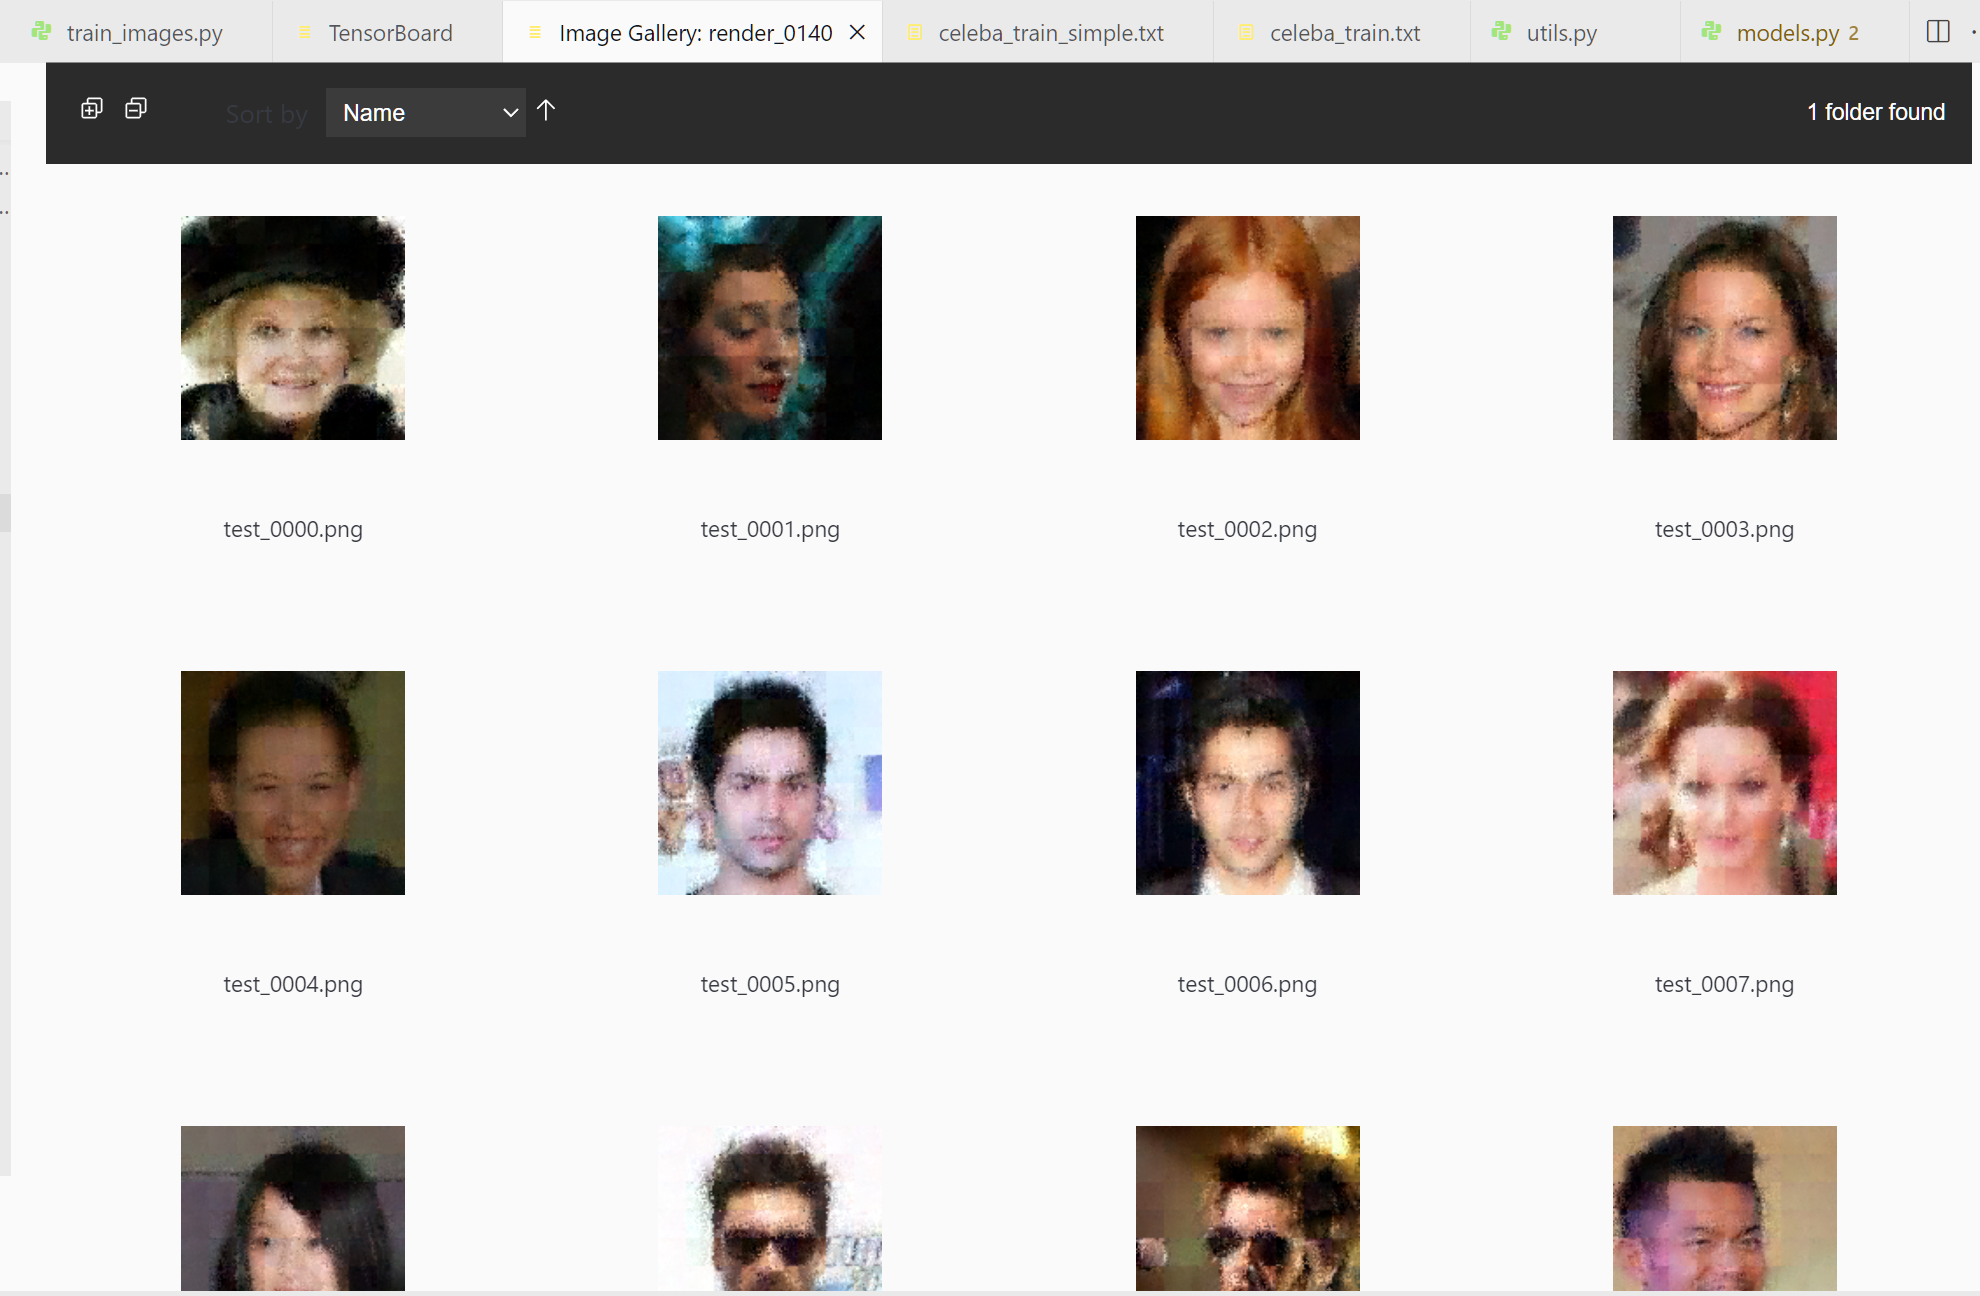 train_images.py
TensorBoard
Image Gallery: render_0140
celeba_train_simple.txt
celeba_train.txt
utils.py
models.py 2
Sort by
Name
1 folder found
test_0000.png
test_0001.png
test_0002.png
test_0003.png
test_0004.png
test_0005.png
test_0006.png
test_0007.png